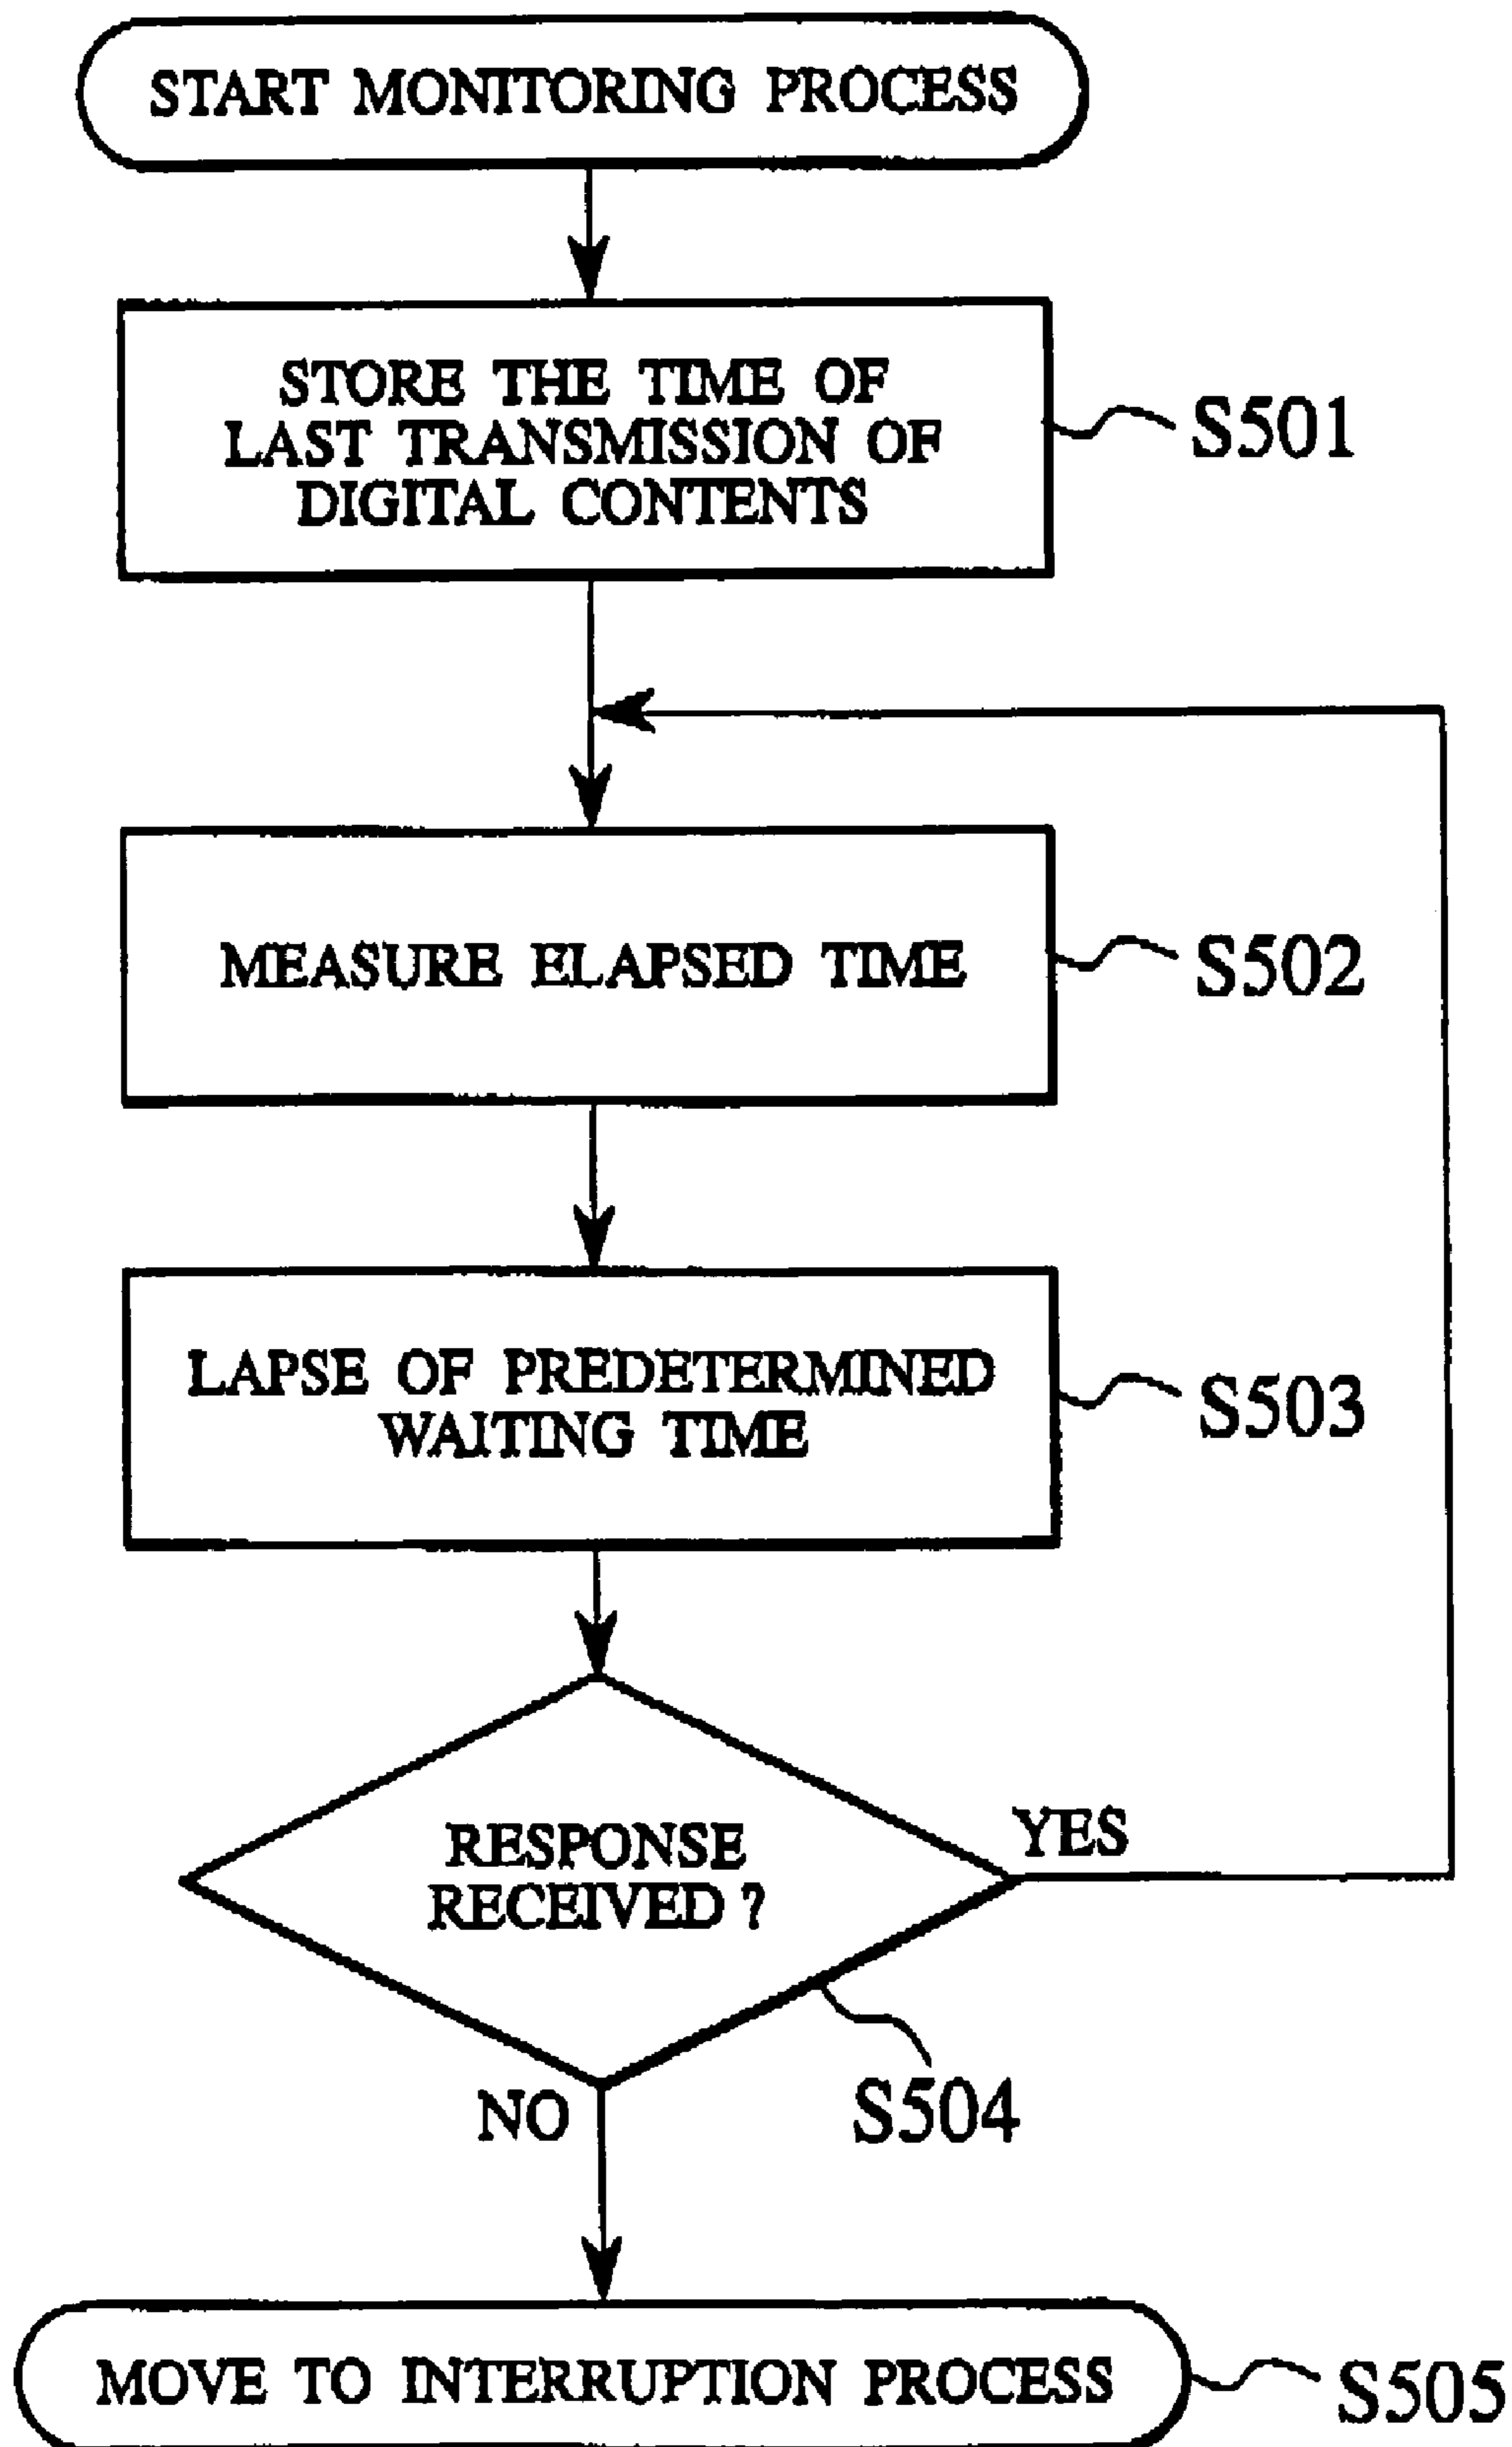 START MONITORING PROCESS
STORE THE TIME OF
LAST TRANSMISSION OF
DIGITAL CONTENTS
S501
MEASURE ELAPSED TIME
S502
LAPSE OF PREDETERMINED
WAITING TIME
S503
RESPONSE
RECEIVED ?
YES
S504
NO
MOVE TO INTERRUPTION PROCESS
S505